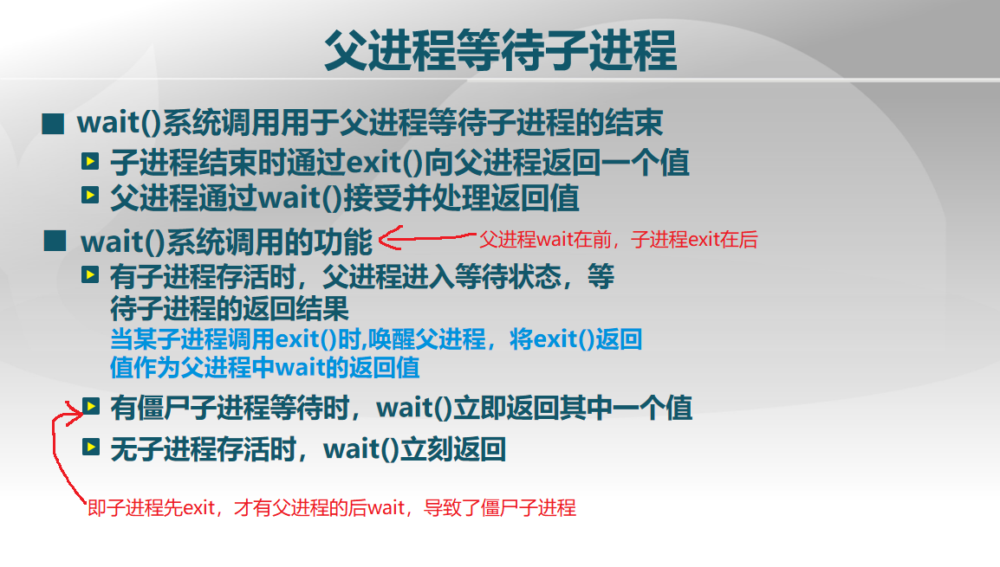 父进程等待子进程
wait()系统调用用于父进程等待子进程的结束
子进程结束时通过exit()向父进程返回一个值
父进程通过wait()接受并处理返回值
wait()系统调用的功能
父进程wait在前，子进程exit在后
有子进程存活时，父进程进入等待状态，等
待子进程的返回结果
当某子进程调用exit()时,唤醒父进程，将exit()返回
值作为父进程中wait的返回值
有僵尸子进程等待时，wait()立即返回其中一个值
无子进程存活时，wait()立刻返回
即子进程先exit，才有父进程的后wait，导致了僵尸子进程